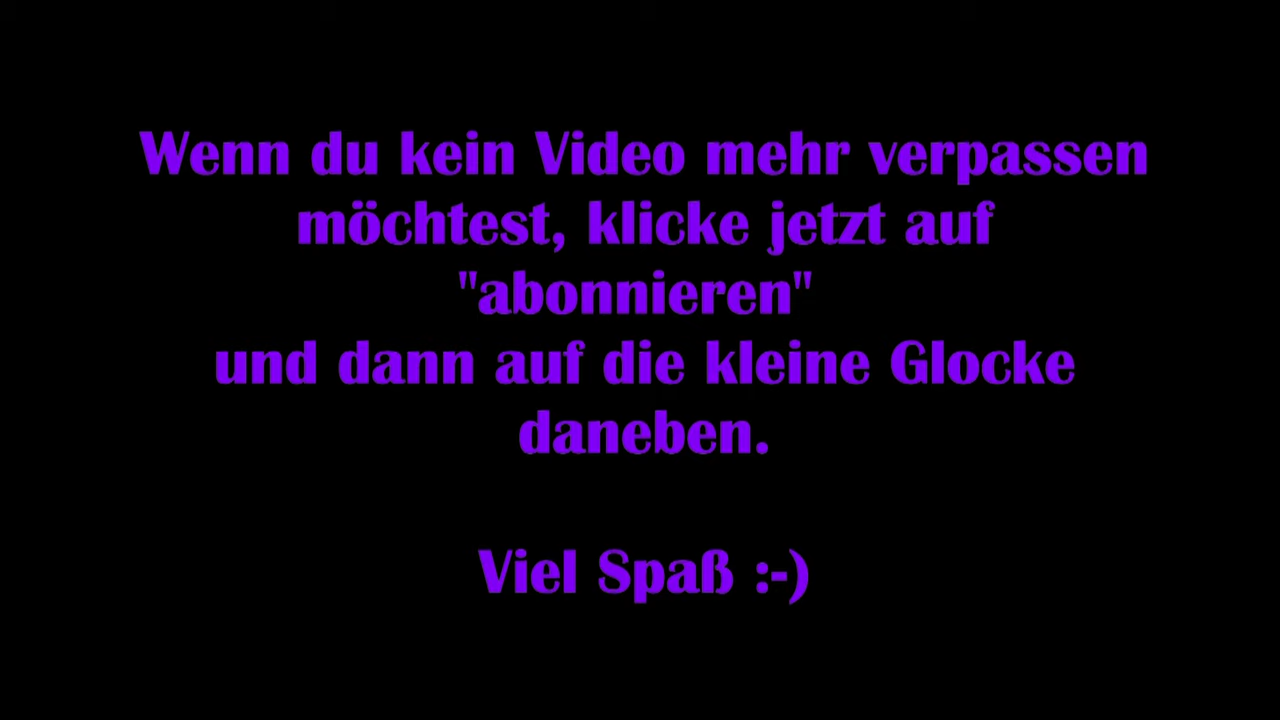 Wenn du kein Video mehr verpassen
möchtest, klicke jetzt auf
"abonnieren"
und dann auf die kleine Glocke
daneben.
Viel Spaß :-)